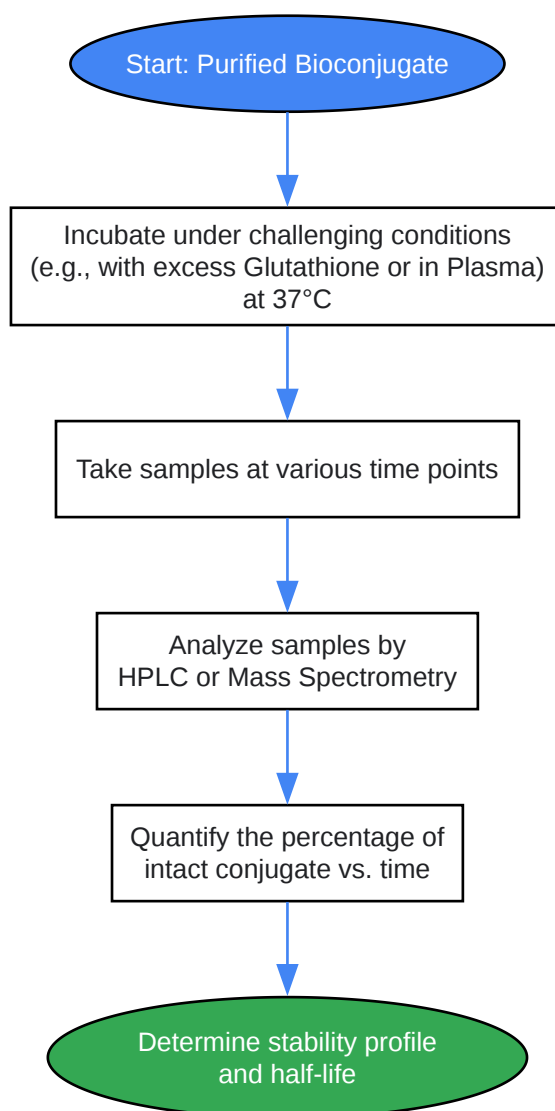 Start: Purified Bioconjugate
Incubate under challenging conditions
(e.g., with excess Glutathione or in Plasma)
at 37°C
Take samples at various time points
Analyze samples by
HPLC or Mass Spectrometry
Quantify the percentage of
intact conjugate vs. time
Determine stability profile
and half-life